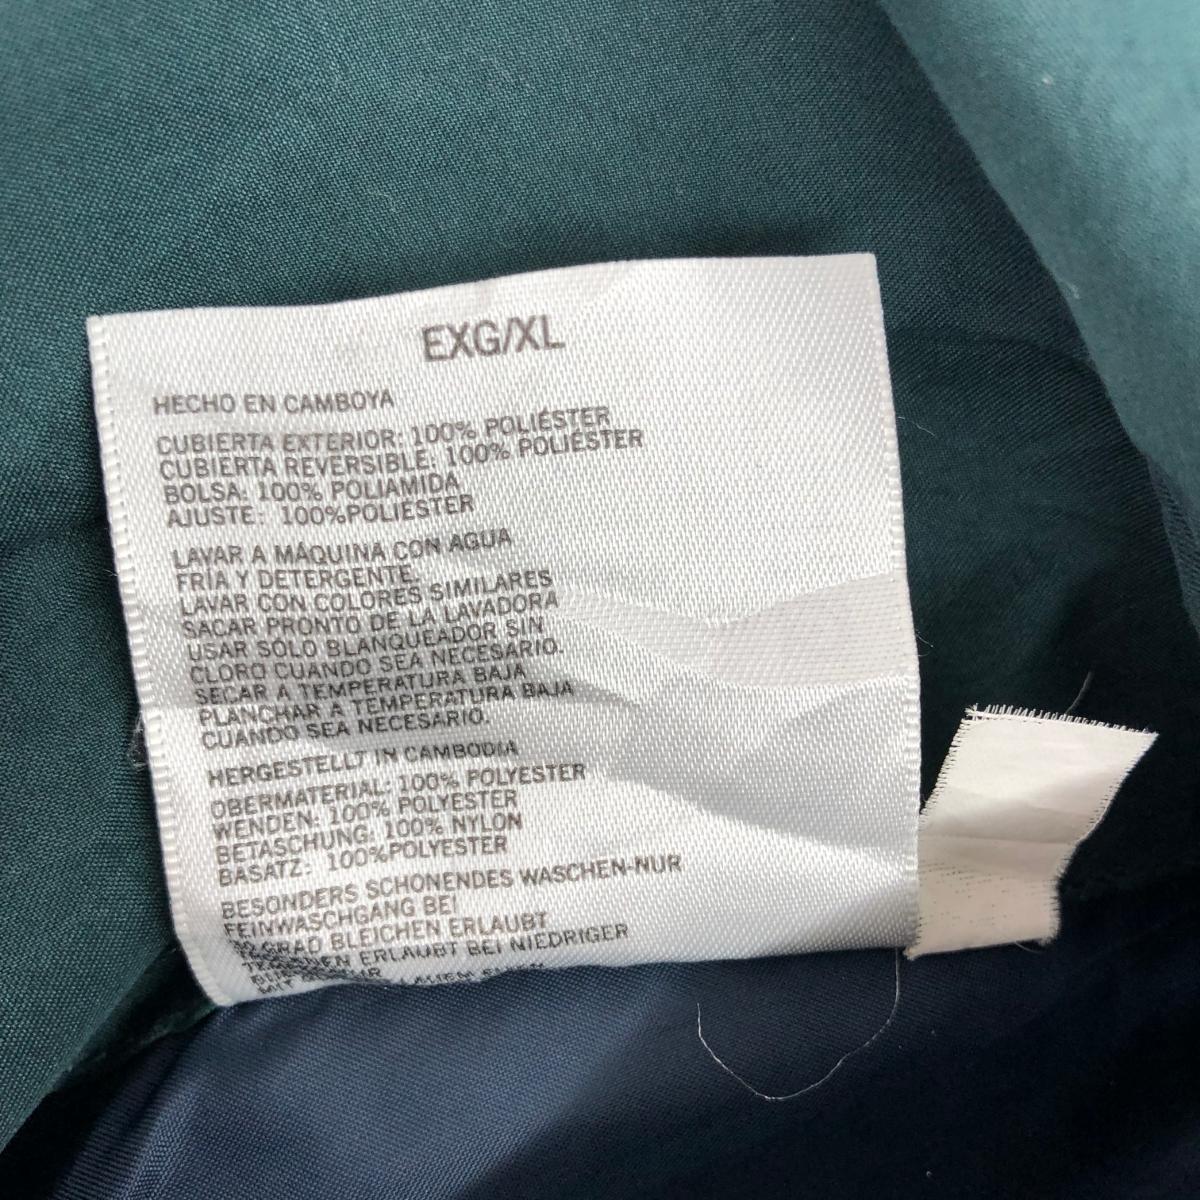 EXG/XL
HECHO EN CAMBOYA
CUBIERTA EXTERIOR: 100% POLIÉSTER
CUBIERTA REVERSIBLE: 100% POLIÉSTER
BOLSA: 100% POLIAMIDA
AJUSTE: 100%POLIÉSTER
LAVAR A MÁQUINA CON AGUA
FRÍA Y DETERGENTE.
LAVAR CON COLORES SIMILARES
SACAR PRONTO DE LA LAVADORA
USAR SÓLO BLANQUEADOR SIN
CLORO CUANDO SEA NECESARIO.
SECAR A TEMPERATURA BAJA
PLANCHAR A TEMPERATURA BAJA
CUANDO SEA NECESARIO.
HERGESTELLT IN CAMBODIA
OBERMATERIAL: 100% POLYESTER
WENDEN: 100% POLYESTER
BETASCHUNG: 100% NYLON
BASATZ: 100%POLYESTER
BESONDERS SCHONENDES WASCHEN-NUR
FEINWASCHGANG BEI
GRAD BLEICHEN ERLAUBT
ERLAUBT BEI NIEDRIGER
MIT